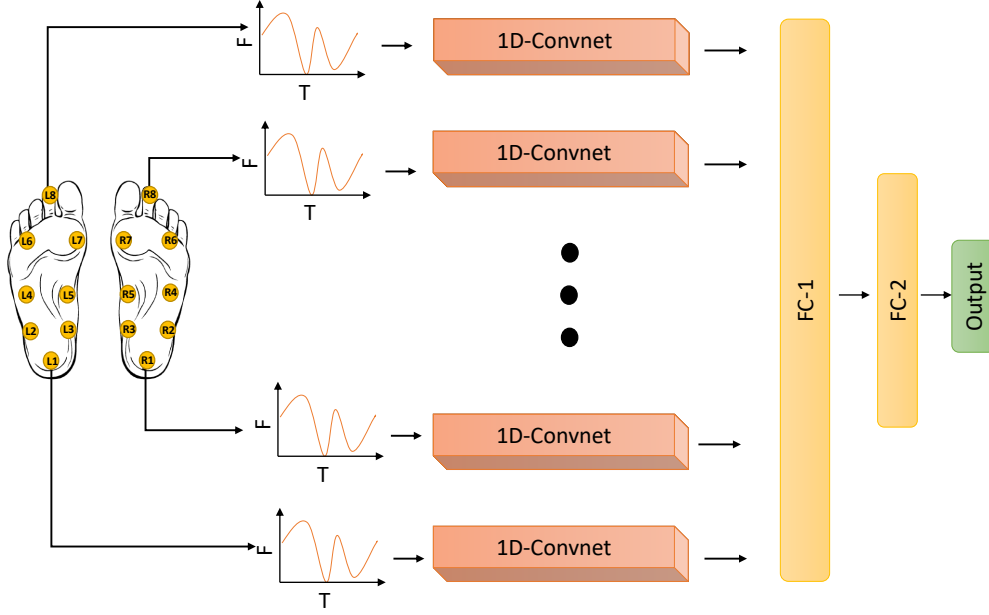 F
T
1D-Convnet
F
T
1D-Convnet
L8
R8
L6
L7
R7
R6
L4
L5
R5
R4
L2
L3
R3
R2
L1
R1
FC-1
FC-2
Output
F
T
1D-Convnet
F
T
1D-Convnet